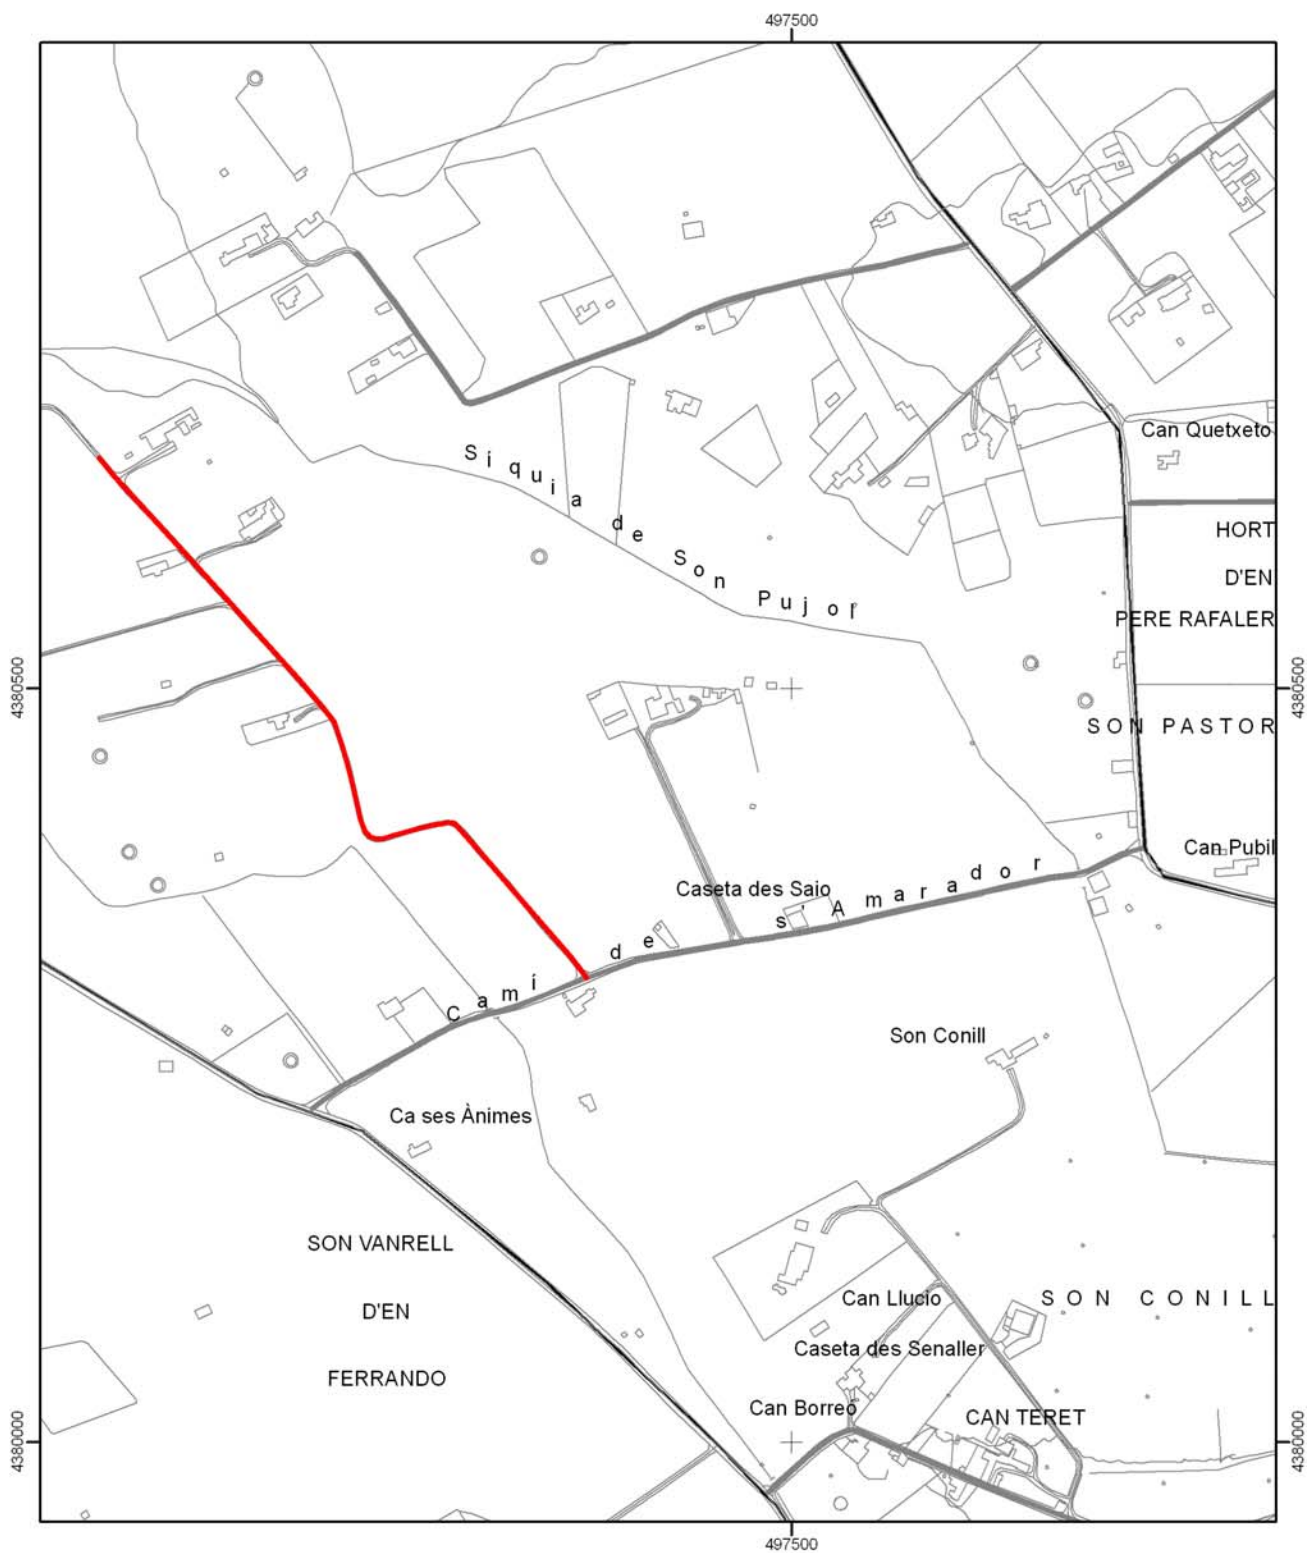 497500
Can Quetxeto
Siquia de Son Pujol
HORT
D'EN
PERE RAFALER
4380500
4380500
SON PASTOR
Can Pubil
Caseta des Saio
Camí de s'Amarador
Son Conill
Ca ses Ànimes
SON VANRELL
D'EN
FERRANDO
Can Llucio
SON CONILL
Caseta des Senaller
Can Borreó
CAN TERET
4380000
4380000
497500